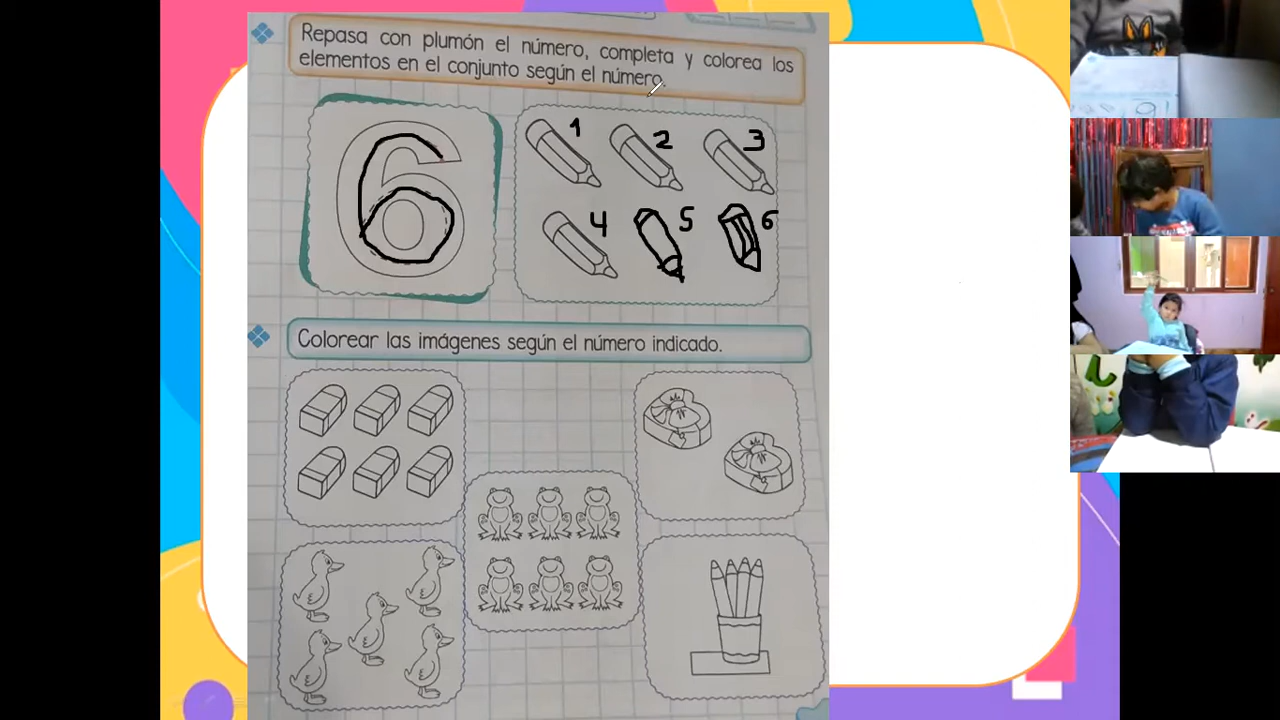 Repasa con plumón el número, completa y colorea los
elementos en el conjunto según el número.
6
1 2 3
4 5 6
Colorear las imágenes según el número indicado.